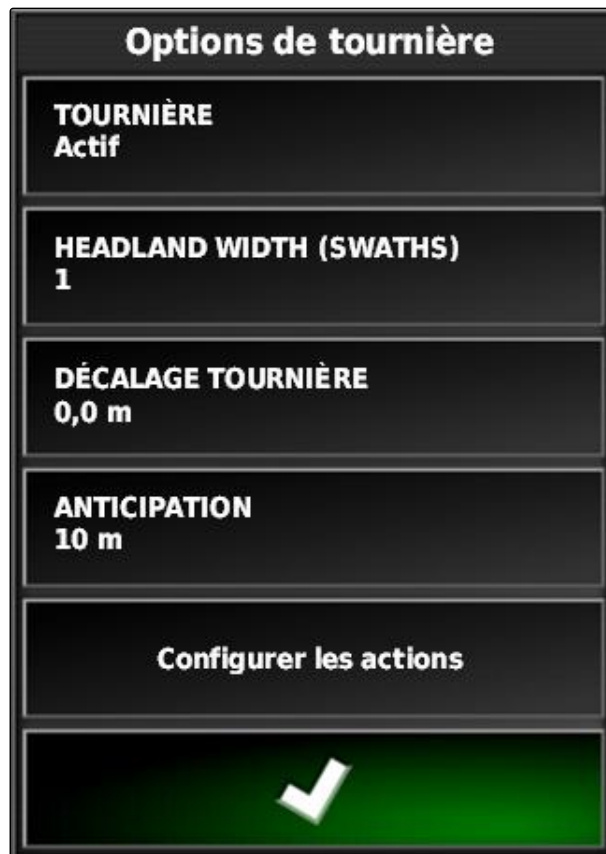 Options de tournière
TOURNIÈRE
Actif
HEADLAND WIDTH (SWATHS)
1
DÉCALAGE TOURNIÈRE
0,0 m
ANTICIPATION
10 m
Configurer les actions